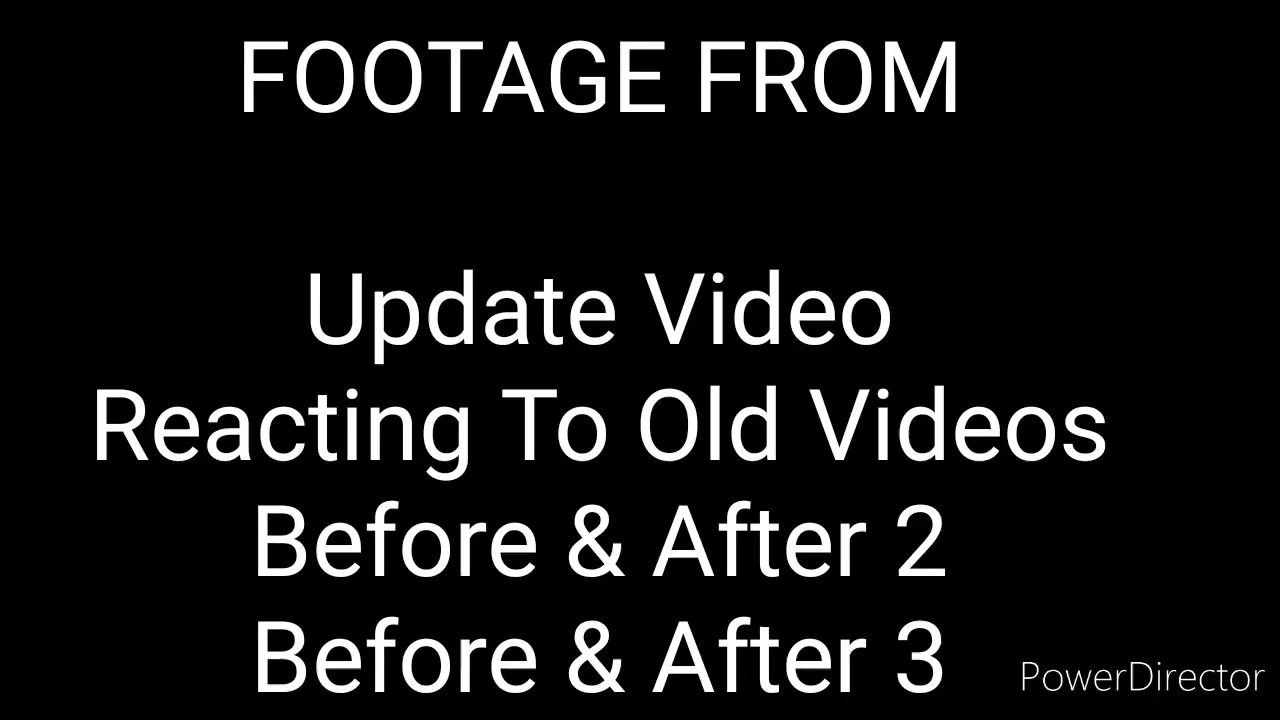 FOOTAGE FROM
Update Video
Reacting To Old Videos
Before & After 2
Before & After 3
PowerDirector